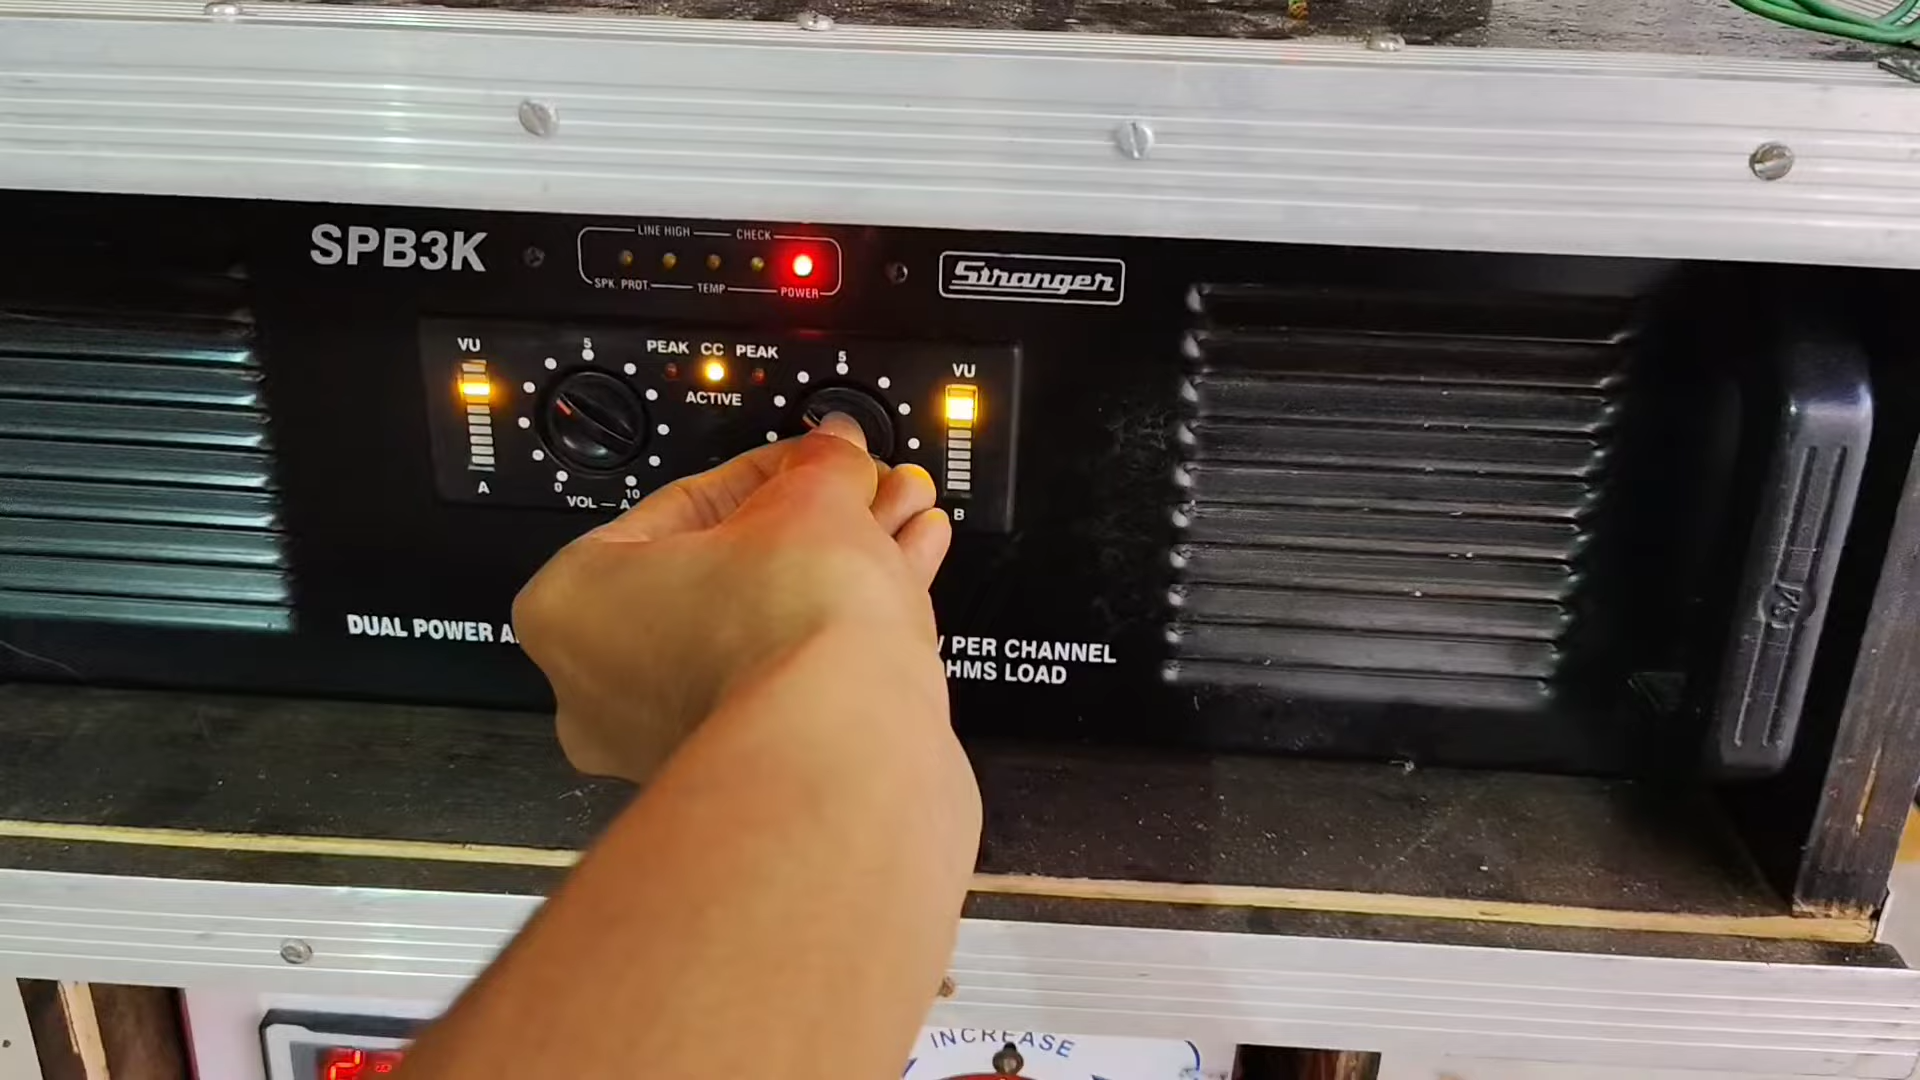 SPB3K
LINE HIGH CHECK
SPK. PROT. TEMP POWER
Stranger
VU
5
PEAK CC PEAK
ACTIVE
5
VU
A
0
10
VOL
B
DUAL POWER
PER CHANNEL
LOAD
INCREASE